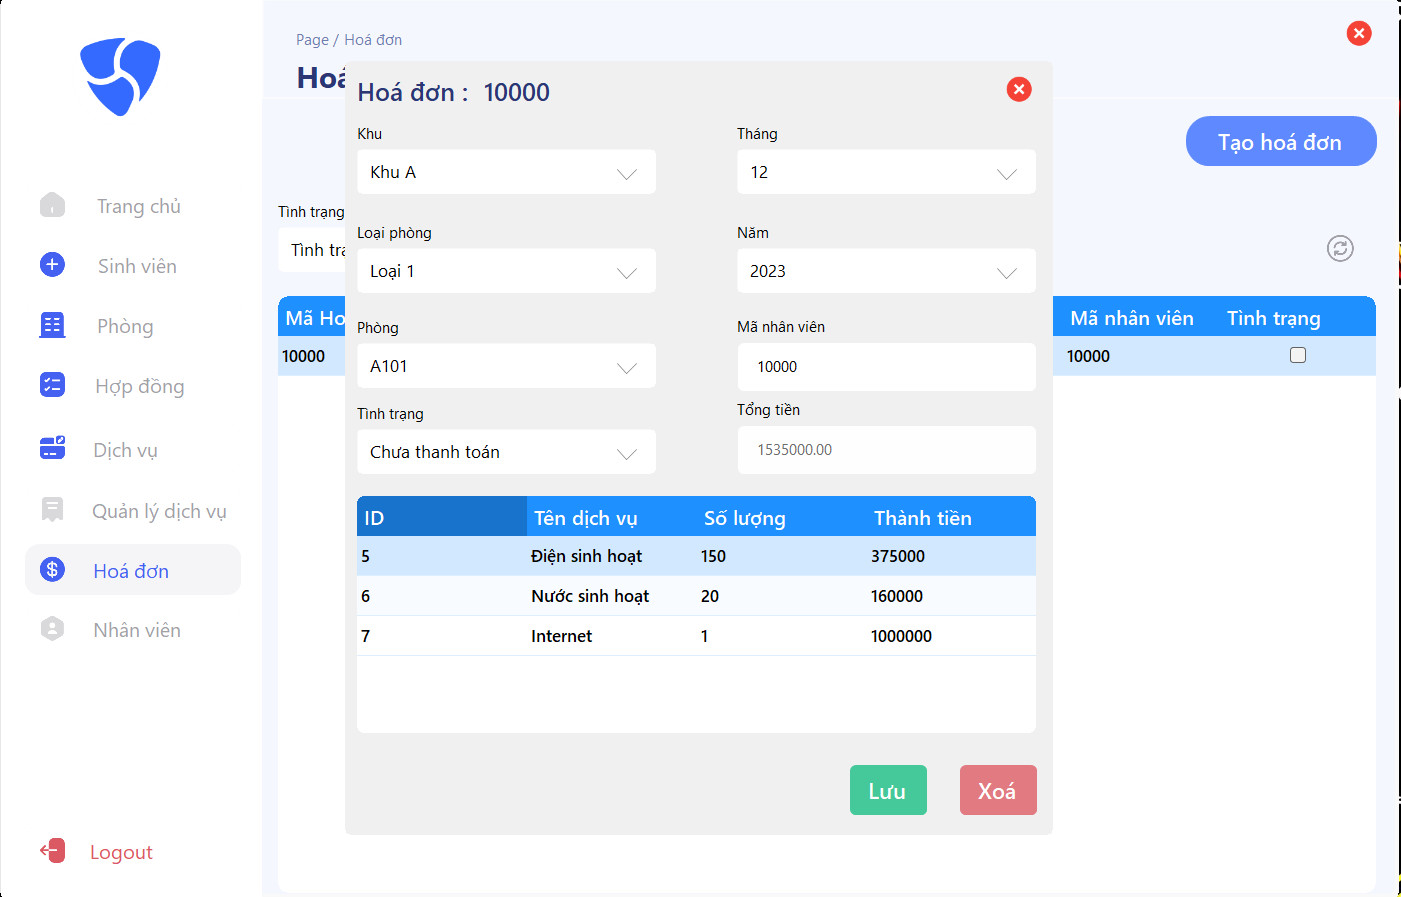 Page / Hoá đơn
Hoá
Tạo hoá đơn
Trang chủ
Sinh viên
Phòng
Hợp đồng
Dịch vụ
Quản lý dịch vụ
Hoá đơn
Nhân viên
Logout
Tình trạng
Tình trạ
Mã Ho
Mã nhân viên
Tình trạng
10000
10000
Hoá đơn : 10000
Khu
Tháng
Khu A
12
Loại phòng
Năm
Loại 1
2023
Phòng
Mã nhân viên
A101
10000
Tình trạng
Tổng tiền
Chưa thanh toán
1535000.00
ID Tên dịch vụ Số lượng Thành tiền
5 Điện sinh hoạt 150 375000
6 Nước sinh hoạt 20 160000
7 Internet 1 1000000
Lưu
Xoá